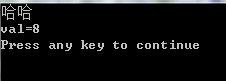 哈哈
val=8
Press any key to continue